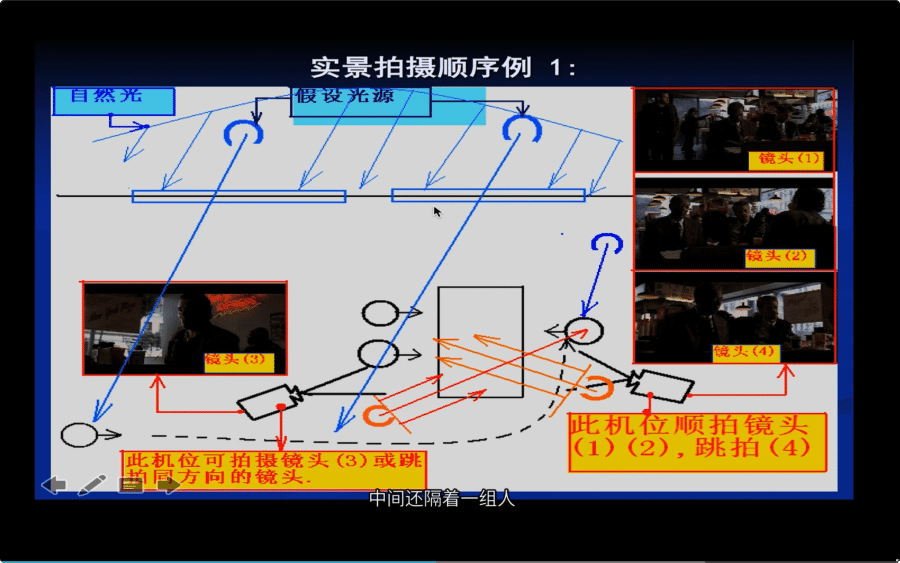 实景拍摄顺序例 1:
自然光
假设光源
镜头(1)
镜头(2)
镜头(3)
镜头(4)
此机位顺拍镜头
(1)(2),跳拍(4)
此机位可拍摄镜头(3)或跳
拍同方向的镜头.
中间还隔着一组人